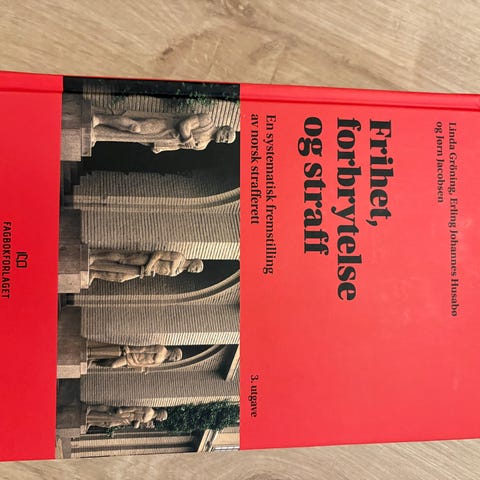 Linda Gröning, Erling Johannes Husabø
og Jørn Jacobsen
Frihet,
forbrytelse
og straff
En systematisk fremstilling
av norsk strafferett
3. utgave
FAGBOKFORLAGET